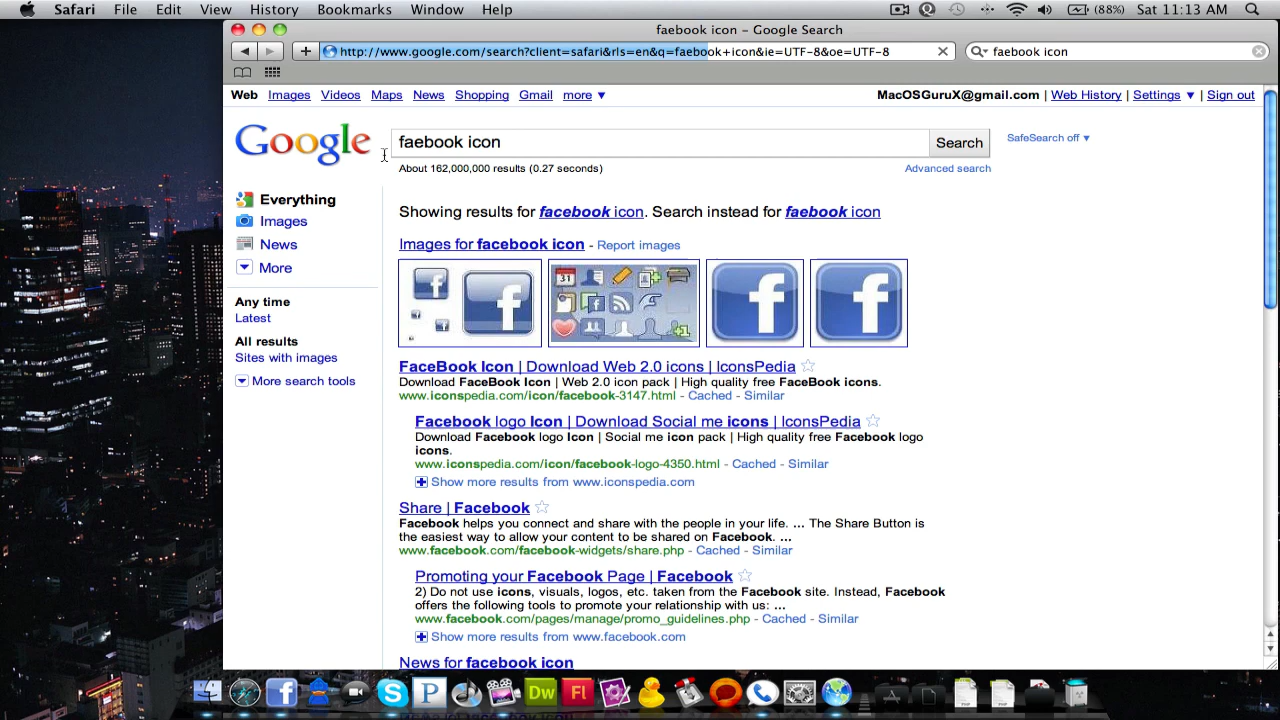 Safari File Edit View History Bookmarks Window Help (88%) Sat 11:13 AM
faebook icon – Google Search
http://www.google.com/search?client=safari&rls=en&q=faebook+icon&ie=UTF-8&oe=UTF-8
faebook icon
Web Images Videos Maps News Shopping Gmail more ▼
MacOSGuruX@gmail.com | Web History | Settings ▼ | Sign out
Google
faebook icon
Search
SafeSearch off ▼
About 162,000,000 results (0.27 seconds)
Advanced search
Everything
Images
News
More
Any time
Latest
All results
Sites with images
More search tools
Showing results for facebook icon. Search instead for faebook icon
Images for facebook icon - Report images
FaceBook Icon | Download Web 2.0 icons | IconsPedia
Download FaceBook Icon | Web 2.0 icon pack | High quality free FaceBook icons.
www.iconspedia.com/icon/facebook-3147.html - Cached - Similar
Facebook logo Icon | Download Social me icons | IconsPedia
Download Facebook logo Icon | Social me icon pack | High quality free Facebook logo
icons.
www.iconspedia.com/icon/facebook-logo-4350.html - Cached - Similar
Show more results from www.iconspedia.com
Share | Facebook
Facebook helps you connect and share with the people in your life. ... The Share Button is
the easiest way to allow your content to be shared on Facebook. ...
www.facebook.com/facebook-widgets/share.php - Cached - Similar
Promoting your Facebook Page | Facebook
2) Do not use icons, visuals, logos, etc. taken from the Facebook site. Instead, Facebook
offers the following tools to promote your relationship with us: ...
www.facebook.com/pages/manage/promo_guidelines.php - Cached - Similar
Show more results from www.facebook.com
News for facebook icon
Dw
Fl